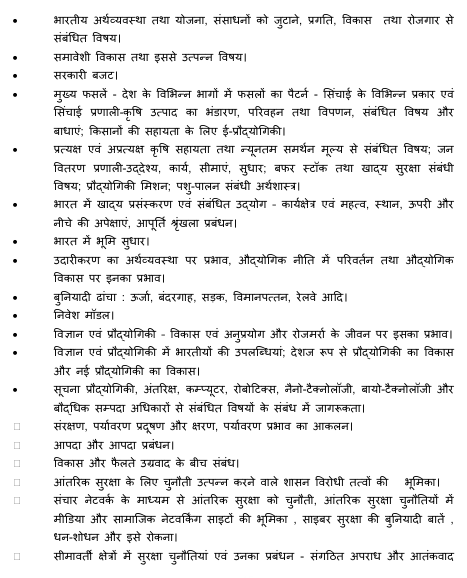 • भारतीय अर्थव्यवस्था तथा योजना, संसाधनों को जुटाने, प्रगति, विकास तथा रोजगार से
संबंधित विषय।
• समावेशी विकास तथा इससे उत्पन्न विषय।
• सरकारी बजट।
• मुख्य फसलें - देश के विभिन्न भागों में फसलों का पैटर्न - सिंचाई के विभिन्न प्रकार एवं
सिंचाई प्रणाली-कृषि उत्पाद का भंडारण, परिवहन तथा विपणन, संबंधित विषय और
बाधाएं; किसानों की सहायता के लिए ई-प्रौद्योगिकी।
• प्रत्यक्ष एवं अप्रत्यक्ष कृषि सहायता तथा न्यूनतम समर्थन मूल्य से संबंधित विषय; जन
वितरण प्रणाली-उद्देश्य, कार्य, सीमाएं, सुधार; बफर स्टॉक तथा खाद्य सुरक्षा संबंधी
विषय; प्रौद्योगिकी मिशन; पशु-पालन संबंधी अर्थशास्त्र।
• भारत में खाद्य प्रसंस्करण एवं संबंधित उद्योग - कार्यक्षेत्र एवं महत्व, स्थान, ऊपरी और
नीचे की अपेक्षाएं, आपूर्ति श्रृंखला प्रबंधन।
• भारत में भूमि सुधार।
• उदारीकरण का अर्थव्यवस्था पर प्रभाव, औद्योगिक नीति में परिवर्तन तथा औद्योगिक
विकास पर इनका प्रभाव।
• बुनियादी ढांचा : ऊर्जा, बंदरगाह, सड़क, विमानपत्तन, रेलवे आदि।
• निवेश मॉडल।
• विज्ञान एवं प्रौद्योगिकी - विकास एवं अनुप्रयोग और रोजमर्रा के जीवन पर इसका प्रभाव।
• विज्ञान एवं प्रौद्योगिकी में भारतीयों की उपलब्धियां; देशज रूप से प्रौद्योगिकी का विकास
और नई प्रौद्योगिकी का विकास।
• सूचना प्रौद्योगिकी, अंतरिक्ष, कम्प्यूटर, रोबोटिक्स, नैनो-टैक्नोलॉजी, बायो-टैक्नोलॉजी और
बौद्धिक सम्पदा अधिकारों से संबंधित विषयों के संबंध में जागरूकता।
□ संरक्षण, पर्यावरण प्रदूषण और क्षरण, पर्यावरण प्रभाव का आकलन।
□ आपदा और आपदा प्रबंधन।
□ विकास और फैलते उग्रवाद के बीच संबंध।
□ आंतरिक सुरक्षा के लिए चुनौती उत्पन्न करने वाले शासन विरोधी तत्वों की भूमिका।
□ संचार नेटवर्क के माध्यम से आंतरिक सुरक्षा को चुनौती, आंतरिक सुरक्षा चुनौतियों में
मीडिया और सामाजिक नेटवर्किंग साइटों की भूमिका , साइबर सुरक्षा की बुनियादी बातें ,
धन-शोधन और इसे रोकना।
□ सीमावर्ती क्षेत्रों में सुरक्षा चुनौतियां एवं उनका प्रबंधन - संगठित अपराध और आतंकवाद